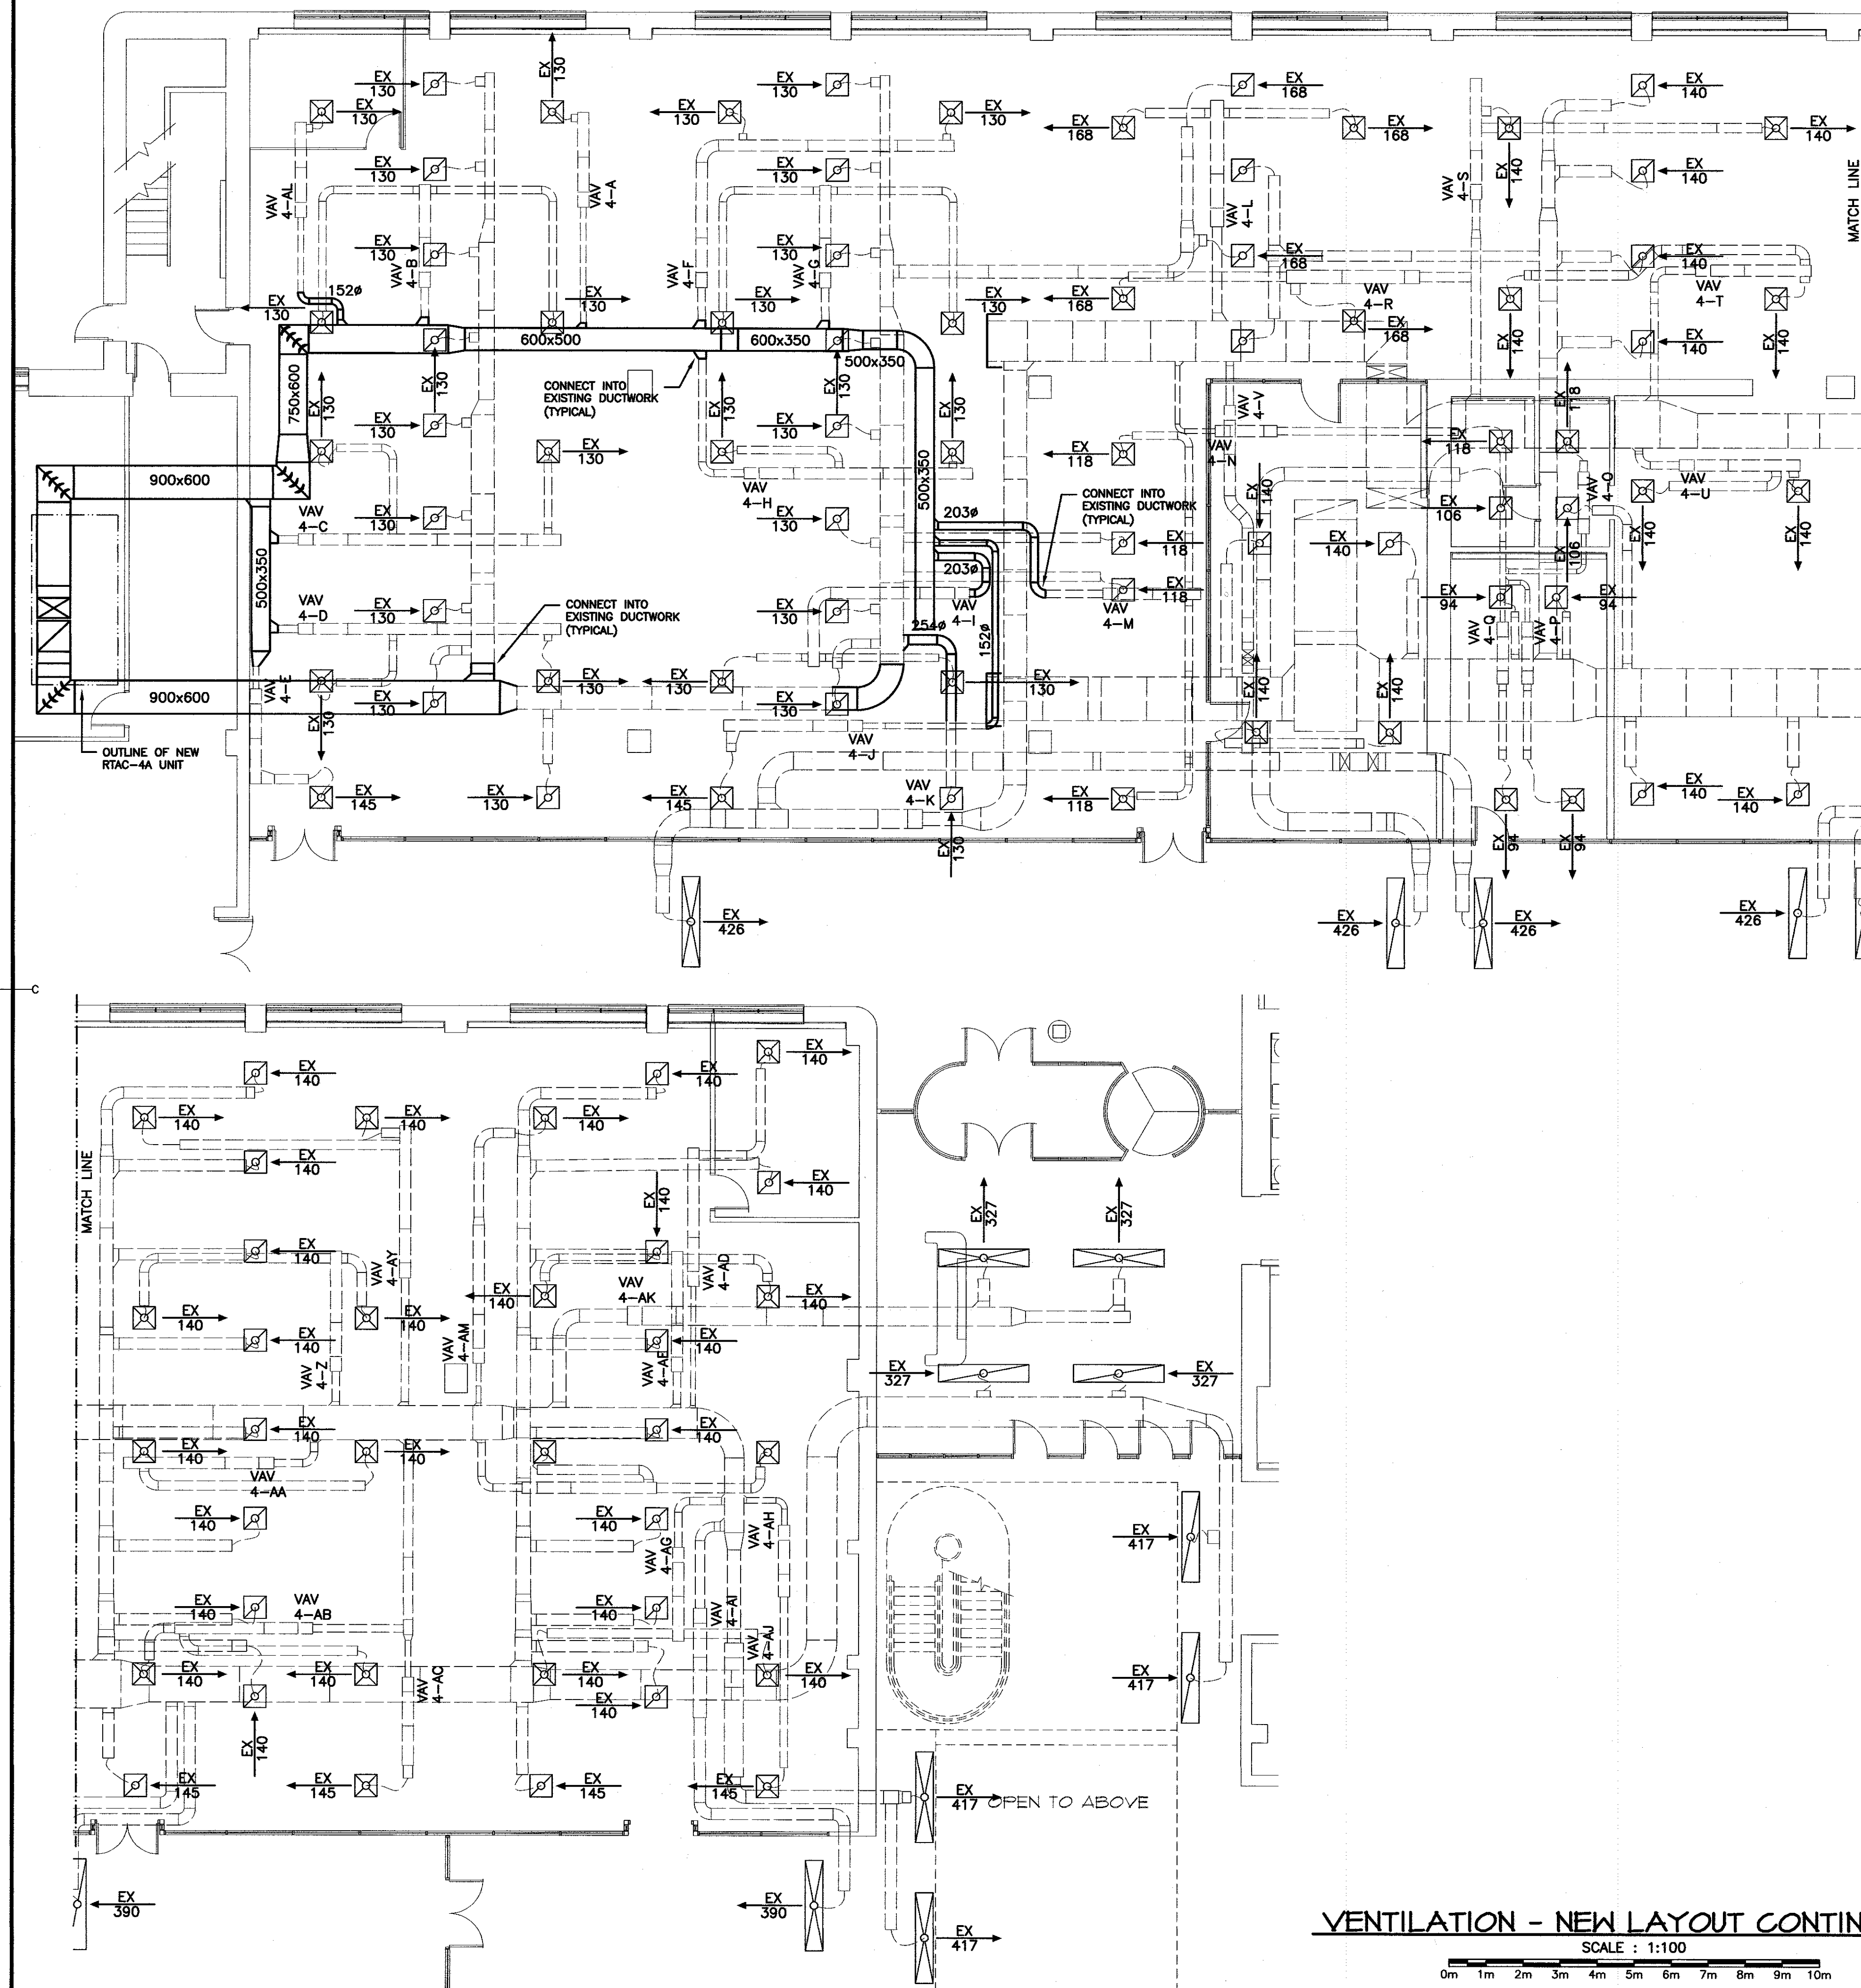 EX
130
EX
130
EX
130
EX
130
EX
130
EX
130
EX
168
EX
140
EX
168
EX
168
EX
140
EX
130
EX
130
EX
140
EX
140
MATCH LINE
VAV
4-AL
VAV
4-A
VAV
4-L
VAV
4-S
EX
130
VAV
4-B
VAV
4-F
EX
130
VAV
4-G
EX
168
EX
140
152ø
EX
130
EX
130
EX
130
EX
130
EX
168
VAV
4-R
EX
168
VAV
4-T
600x500
600x350
500x350
EX
140
EX
140
EX
140
750x600
EX
130
EX
130
CONNECT INTO
EXISTING DUCTWORK
(TYPICAL)
EX
130
EX
130
EX
130
VAV
4-V
EX
118
EX
130
EX
130
EX
130
EX
118
VAV
4-N
EX
118
900x600
VAV
4-H
500x350
CONNECT INTO
EXISTING DUCTWORK
(TYPICAL)
EX
140
VAV
4-O
VAV
4-U
VAV
4-C
EX
130
EX
130
203ø
EX
106
EX
106
EX
140
EX
140
500x350
EX
118
EX
140
203ø
VAV
4-D
EX
130
CONNECT INTO
EXISTING DUCTWORK
(TYPICAL)
EX
130
254ø
VAV
4-I
152ø
EX
118
VAV
4-M
EX
94
EX
94
VAV
4-Q
VAV
4-P
900x600
VAV
4-E
EX
130
EX
130
EX
130
EX
130
EX
130
EX
130
EX
140
EX
140
OUTLINE OF NEW
RTAC-4A UNIT
VAV
4-J
EX
145
EX
130
EX
145
VAV
4-K
EX
118
EX
140
EX
140
EX
130
EX
94
EX
94
EX
426
EX
426
EX
426
EX
426
C
EX
140
EX
140
EX
140
EX
140
EX
140
EX
140
MATCH LINE
EX
140
EX
140
EX
140
EX
327
EX
327
EX
140
VAV
4-AY
VAV
4-AK
VAV
4-AD
EX
140
EX
140
EX
140
EX
140
EX
140
VAV
4-Z
VAV
4-AM
EX
140
EX
327
EX
327
EX
140
EX
140
EX
140
EX
140
VAV
4-AA
EX
140
EX
140
VAV
4-AG
VAV
4-AH
EX
417
EX
140
VAV
4-AB
EX
140
VAV
4-AI
VAV
4-AJ
EX
140
EX
140
VAV
4-AC
EX
140
EX
140
EX
140
EX
417
EX
140
EX
145
EX
145
EX
145
EX
145
EX
417
OPEN TO ABOVE
EX
390
EX
390
EX
417
VENTILATION - NEW LAYOUT CONTIN
SCALE : 1:100
0m 1m 2m 3m 4m 5m 6m 7m 8m 9m 10m